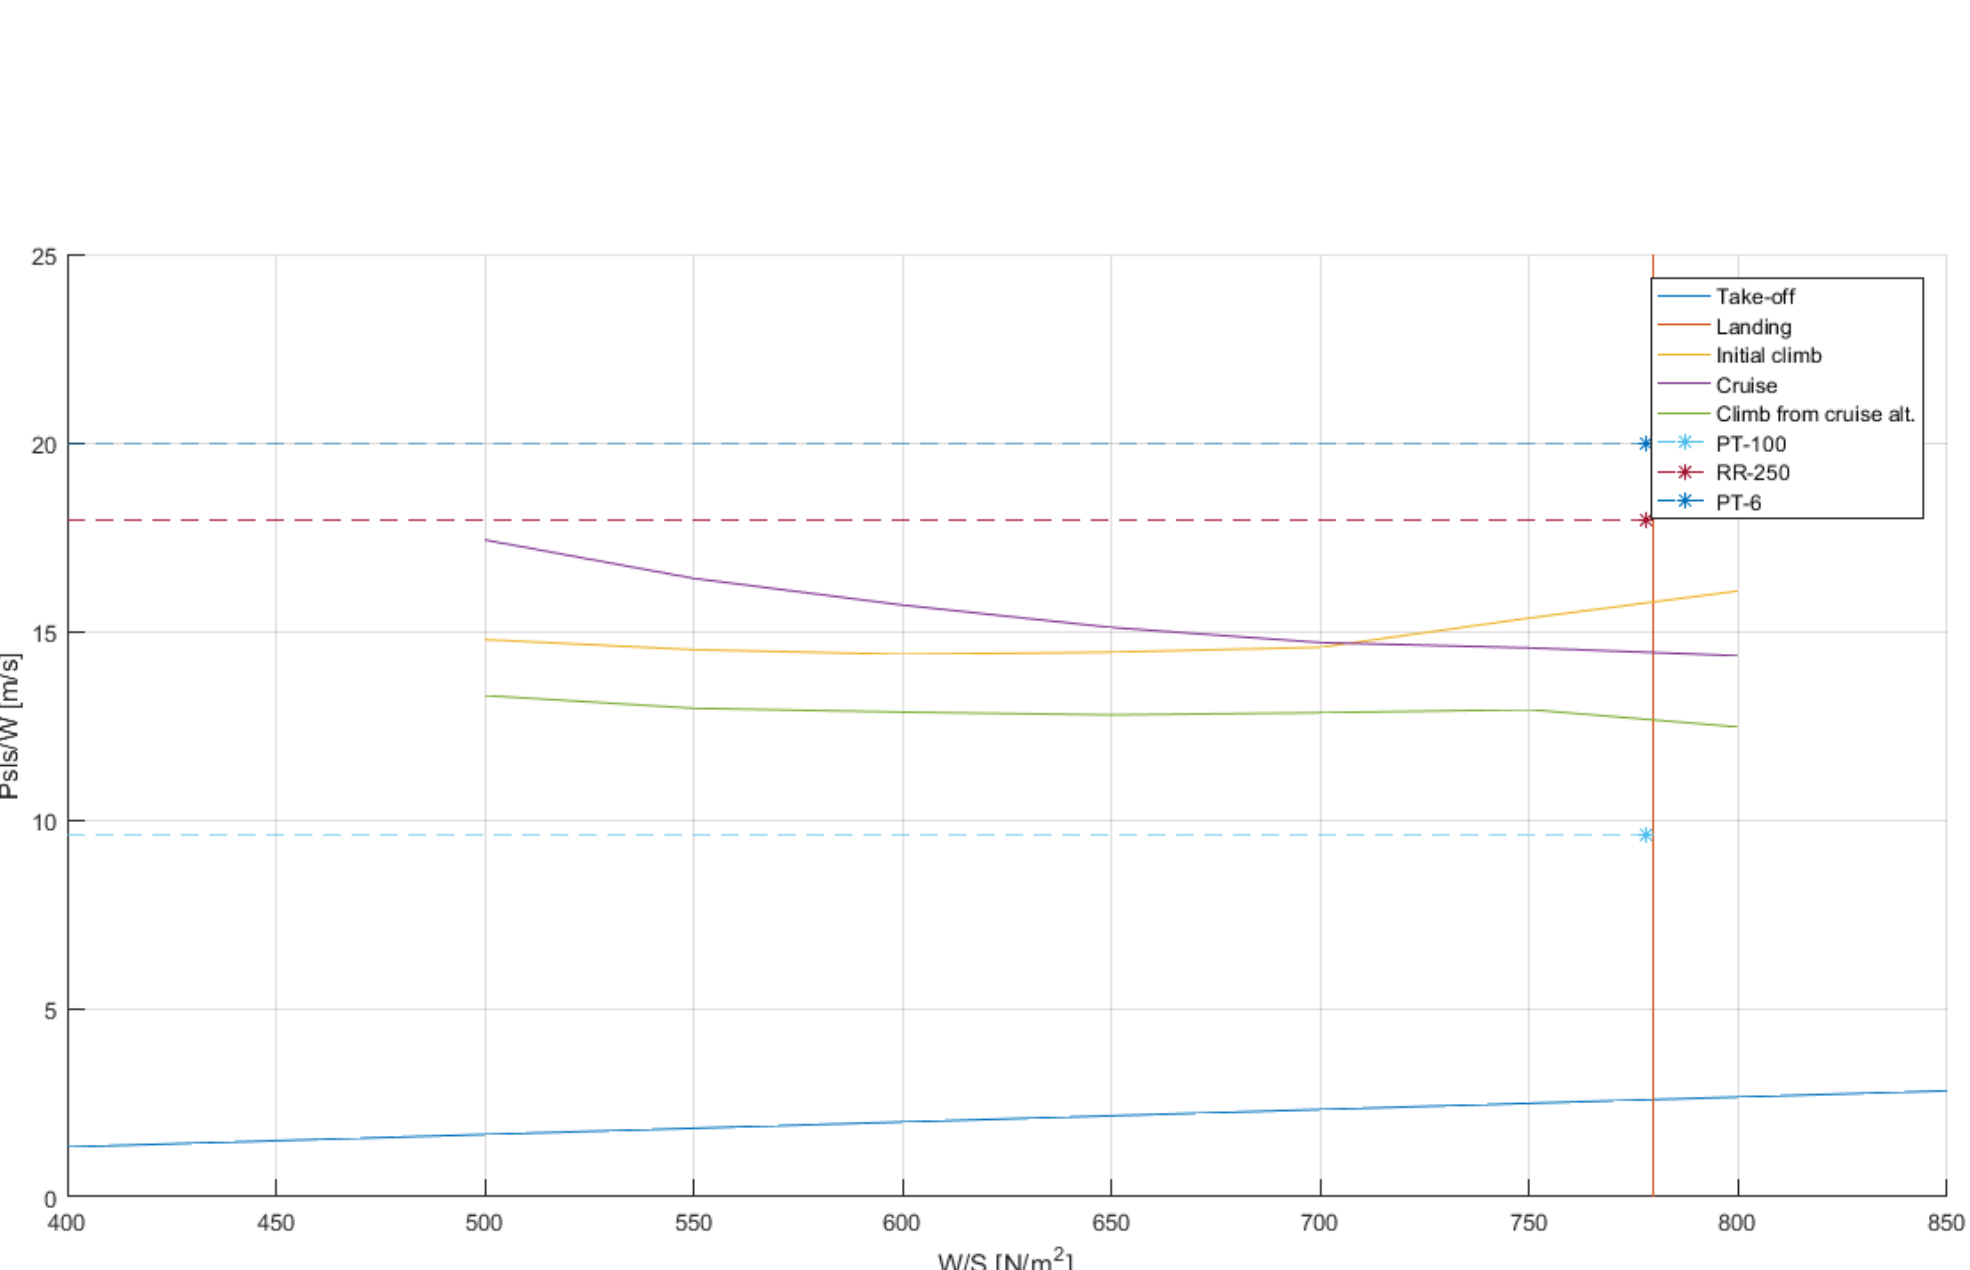 25
Take-off
Landing
Initial climb
Cruise
Climb from cruise alt.
PT-100
RR-250
PT-6
20
15
10
5
0
Psls/W [m/s]
400 450 500 550 600 650 700 750 800 850
W/S [N/m²]